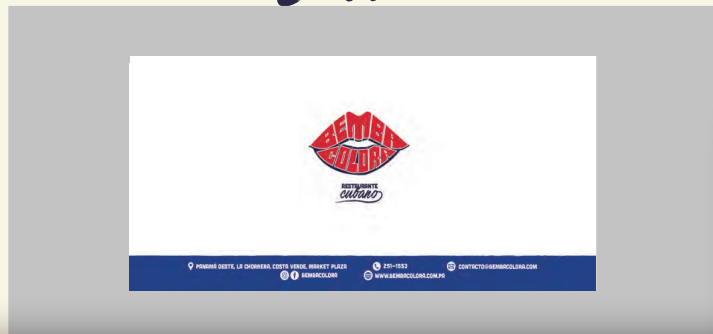 BEMBA
COLORA
RESTAURANTE
cubano
PANAMÁ OESTE, LA CHORRERA, COSTA VERDE, MARKET PLAZA
251-1553
CONTACTO@BEMBACOLORA.COM
BEMBACOLORA
WWW.BEMBACOLORA.COM.PA